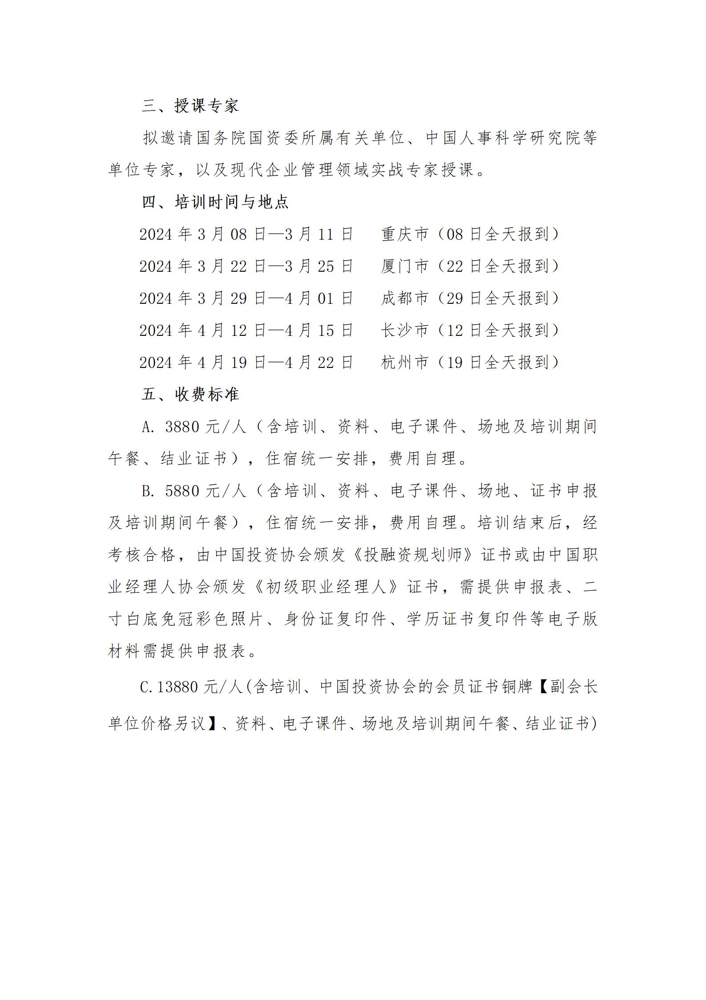 三、授课专家
拟邀请国务院国资委所属有关单位、中国人事科学研究院等
单位专家，以及现代企业管理领域实战专家授课。
四、培训时间与地点
2024 年 3 月 08 日—3 月 11 日 重庆市（08 日全天报到）
2024 年 3 月 22 日—3 月 25 日 厦门市（22 日全天报到）
2024 年 3 月 29 日—4 月 01 日 成都市（29 日全天报到）
2024 年 4 月 12 日—4 月 15 日 长沙市（12 日全天报到）
2024 年 4 月 19 日—4 月 22 日 杭州市（19 日全天报到）
五、收费标准
A. 3880 元/人（含培训、资料、电子课件、场地及培训期间
午餐、结业证书），住宿统一安排，费用自理。
B. 5880 元/人（含培训、资料、电子课件、场地、证书申报
及培训期间午餐），住宿统一安排，费用自理。培训结束后，经
考核合格，由中国投资协会颁发《投融资规划师》证书或由中国职
业经理人协会颁发《初级职业经理人》证书，需提供申报表、二
寸白底免冠彩色照片、身份证复印件、学历证书复印件等电子版
材料需提供申报表。
C.13880 元/人(含培训、中国投资协会的会员证书铜牌【副会长
单位价格另议】、资料、电子课件、场地及培训期间午餐、结业证书)